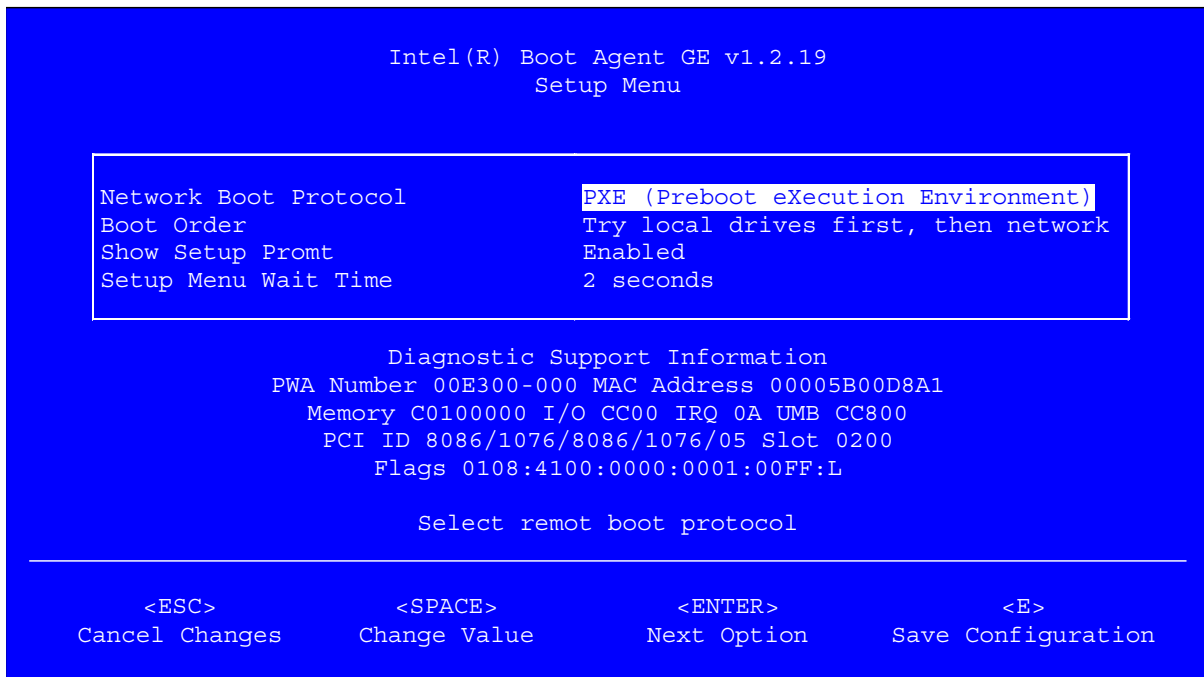 Intel(R) Boot Agent GE v1.2.19
Setup Menu
Network Boot Protocol PXE (Preboot eXecution Environment)
Boot Order Try local drives first, then network
Show Setup Promt Enabled
Setup Menu Wait Time 2 seconds
Diagnostic Support Information
PWA Number 00E300-000 MAC Address 00005B00D8A1
Memory C0100000 I/O CC00 IRQ 0A UMB CC800
PCI ID 8086/1076/8086/1076/05 Slot 0200
Flags 0108:4100:0000:0001:00FF:L
Select remot boot protocol
<ESC> <SPACE> <ENTER> <E>
Cancel Changes Change Value Next Option Save Configuration